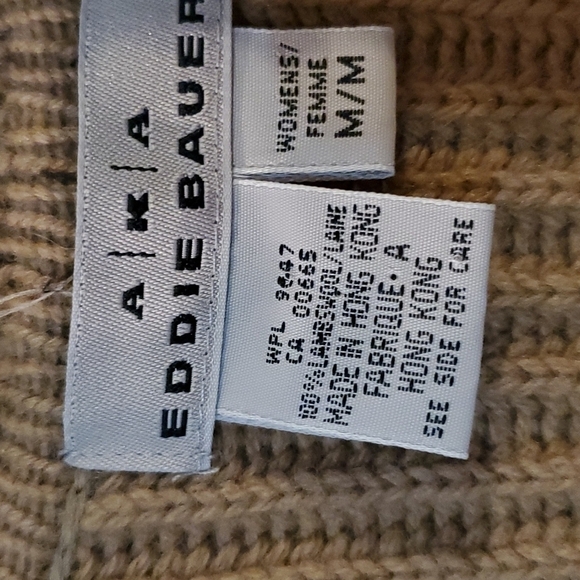 A K A
EDDIE BAUER
WOMENS/
FEMME
M/M
WPL 9647
CA 00665
100% LAMBSWOOL/LAINE
MADE IN HONG KONG
FABRIQUE·A
HONG KONG
SEE SIDE FOR CARE